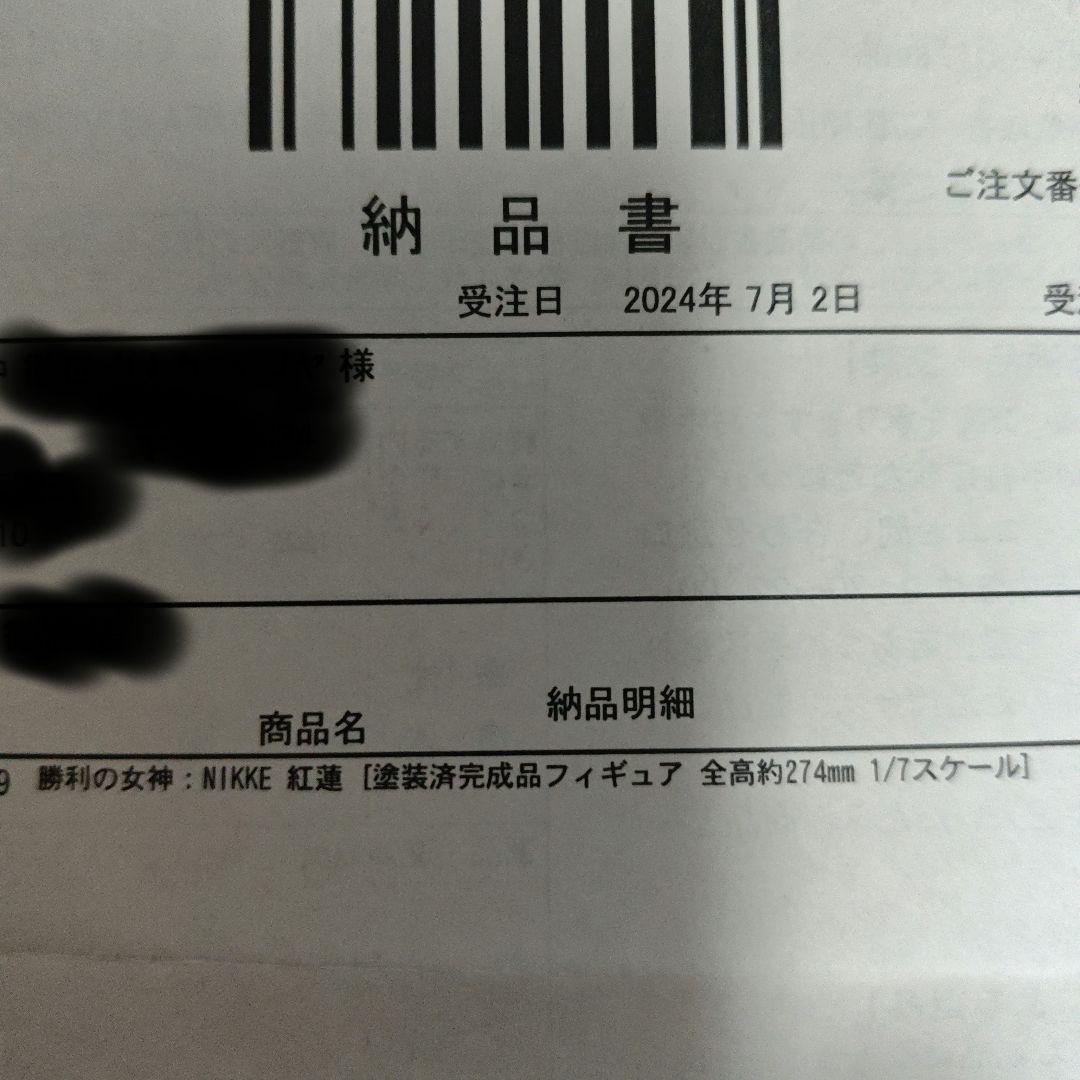 ご注文番
納品書
受注日 2024年 7月 2日 受
様
10
納品明細
商品名
9 勝利の女神：NIKKE 紅蓮 [塗装済完成品フィギュア 全高約274mm 1/7スケール]